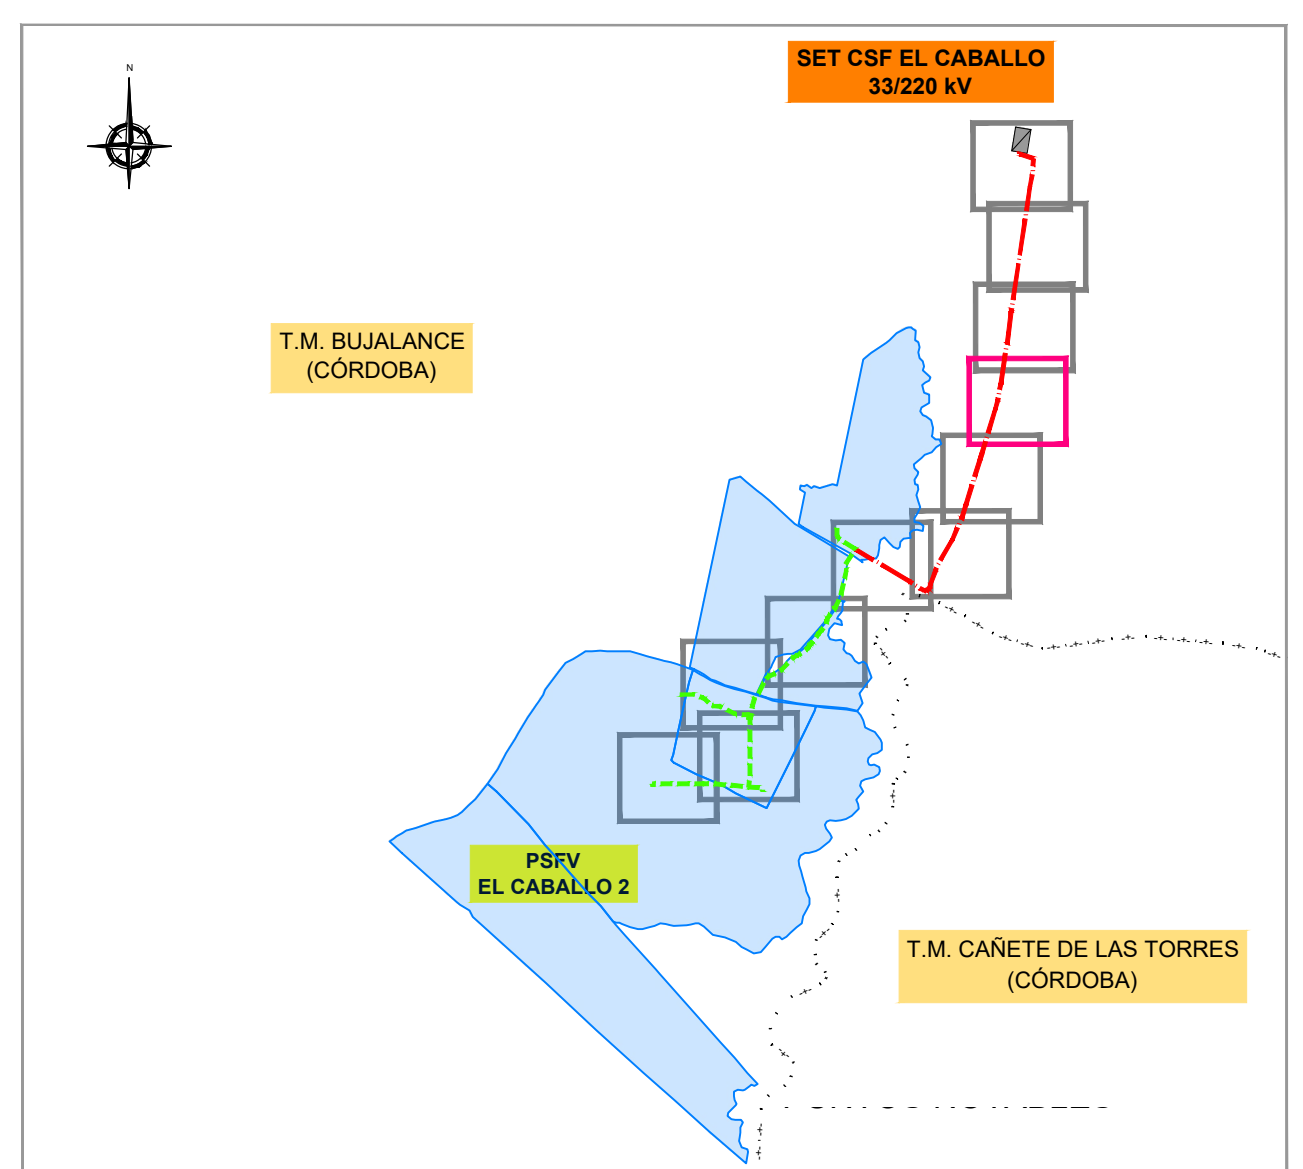 N
SET CSF EL CABALLO
33/220 kV
T.M. BUJALANCE
(CÓRDOBA)
PSFV
EL CABALLO 2
T.M. CAÑETE DE LAS TORRES
(CÓRDOBA)